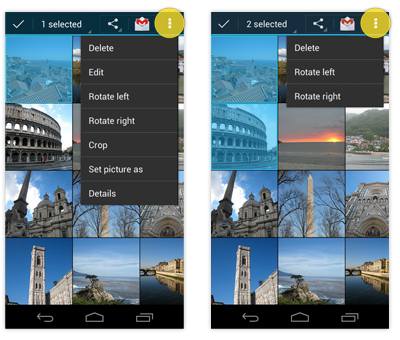 1 selected
Delete
Edit
Rotate left
Rotate right
Crop
Set picture as
Details
2 selected
Delete
Rotate left
Rotate right